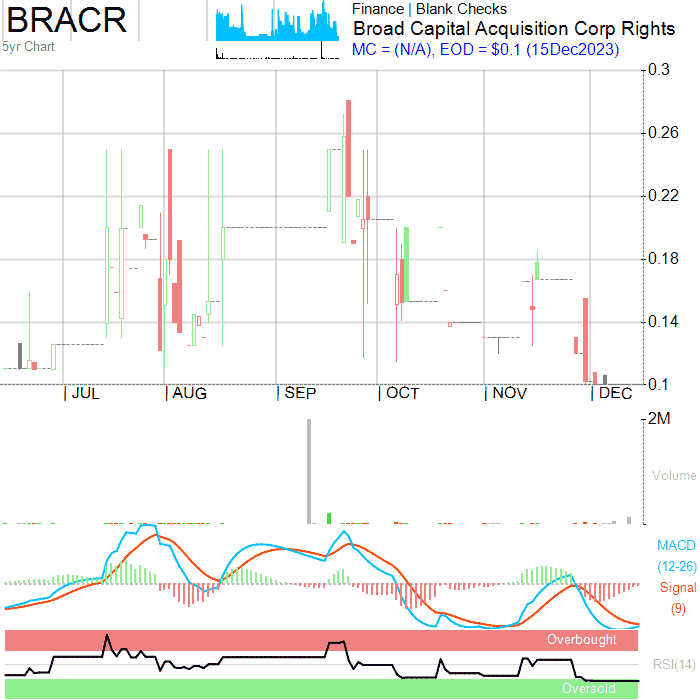 BRACR
5yr Chart
Finance | Blank Checks
Broad Capital Acquisition Corp Rights
MC = (N/A), EOD = $0.1 (15Dec2023)
0.3
0.26
0.22
0.18
0.14
0.1
JUL AUG SEP OCT NOV DEC
2M
Volume
MACD
(12-26)
Signal
(9)
Overbought
RSI(14)
Oversold